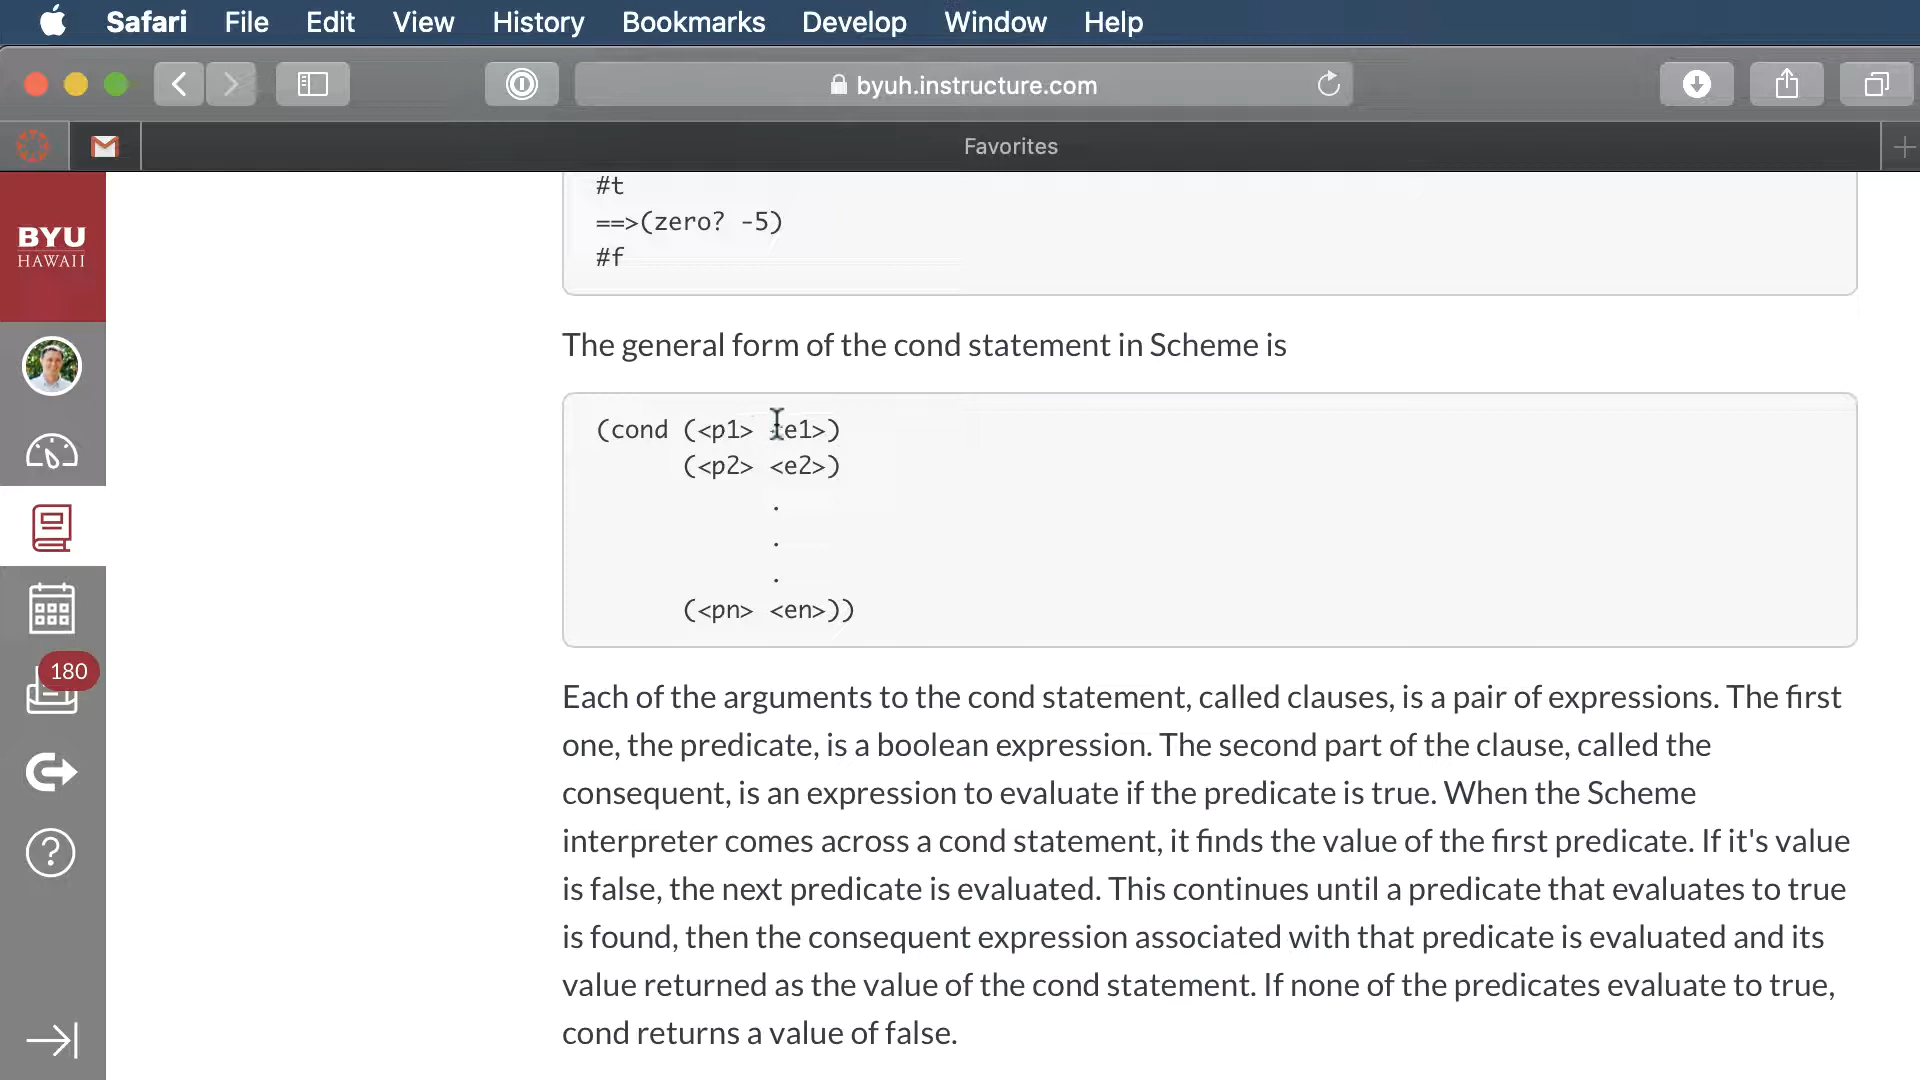 Safari File Edit View History Bookmarks Develop Window Help
byuh.instructure.com
Favorites
BYU
HAWAII
180
#t
==>(zero? -5)
#f
The general form of the cond statement in Scheme is
(cond (<p1> <e1>)
(<p2> <e2>)
.
.
.
(<pn> <en>))
Each of the arguments to the cond statement, called clauses, is a pair of expressions. The first
one, the predicate, is a boolean expression. The second part of the clause, called the
consequent, is an expression to evaluate if the predicate is true. When the Scheme
interpreter comes across a cond statement, it finds the value of the first predicate. If it's value
is false, the next predicate is evaluated. This continues until a predicate that evaluates to true
is found, then the consequent expression associated with that predicate is evaluated and its
value returned as the value of the cond statement. If none of the predicates evaluate to true,
cond returns a value of false.